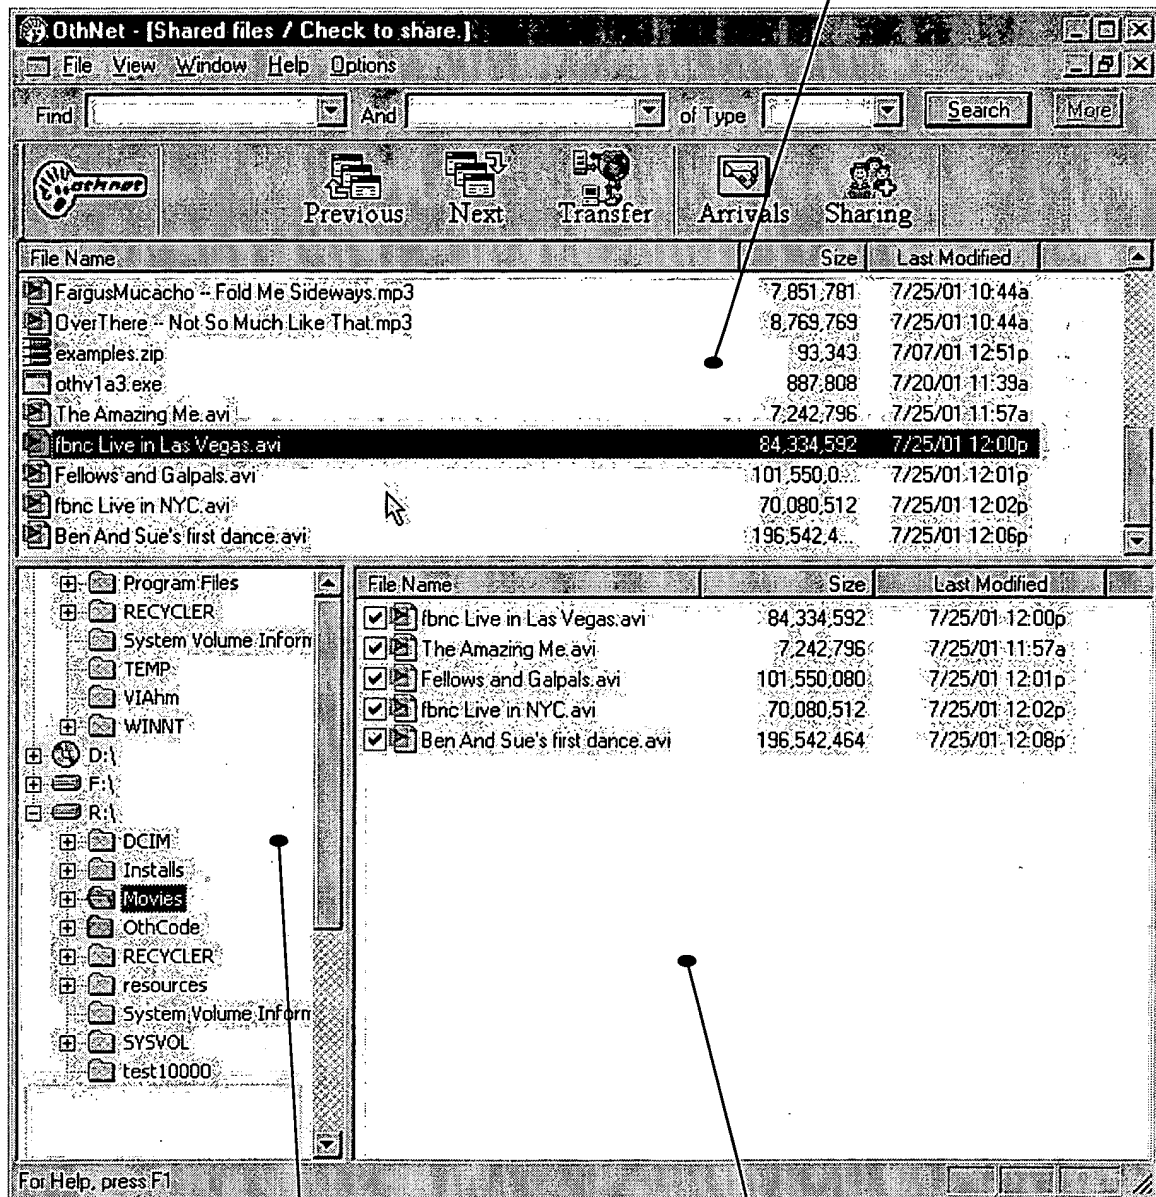 OthNet - [Shared files / Check to share.]
File View Window Help Options
Find And of Type Search More
othnet
Previous Next Transfer Arrivals Sharing
File Name Size Last Modified
FargusMucacho -- Fold Me Sideways.mp3 7,851,781 7/25/01 10:44a
OverThere -- Not So Much Like That.mp3 8,769,769 7/25/01 10:44a
examples.zip 93,343 7/07/01 12:51p
othv1a3.exe 887,808 7/20/01 11:39a
The Amazing Me.avi 7,242,796 7/25/01 11:57a
fbnc Live in Las Vegas.avi 84,334,592 7/25/01 12:00p
Fellows and Galpals.avi 101,550,0... 7/25/01 12:01p
fbnc Live in NYC.avi 70,080,512 7/25/01 12:02p
Ben And Sue's first dance.avi 196,542,4... 7/25/01 12:06p
Program Files
RECYCLER
System Volume Inform
TEMP
VIAhm
WINNT
D:\
F:\
R:\
DCIM
Installs
Movies
OthCode
RECYCLER
resources
System Volume Inform
SYSVOL
test10000
File Name Size Last Modified
fbnc Live in Las Vegas.avi 84,334,592 7/25/01 12:00p
The Amazing Me.avi 7,242,796 7/25/01 11:57a
Fellows and Galpals.avi 101,550,080 7/25/01 12:01p
fbnc Live in NYC.avi 70,080,512 7/25/01 12:02p
Ben And Sue's first dance.avi 196,542,464 7/25/01 12:08p
For Help, press F1